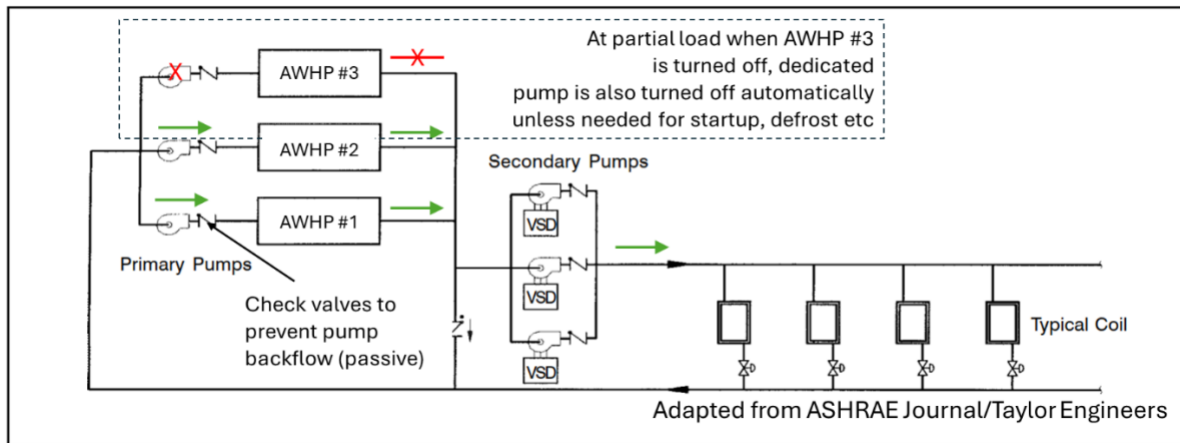 At partial load when AWHP #3
is turned off, dedicated
pump is also turned off automatically
unless needed for startup, defrost etc
AWHP #3
AWHP #2
AWHP #1
Primary Pumps
Check valves to
prevent pump
backflow (passive)
Secondary Pumps
VSD
VSD
VSD
Typical Coil
Adapted from ASHRAE Journal/Taylor Engineers